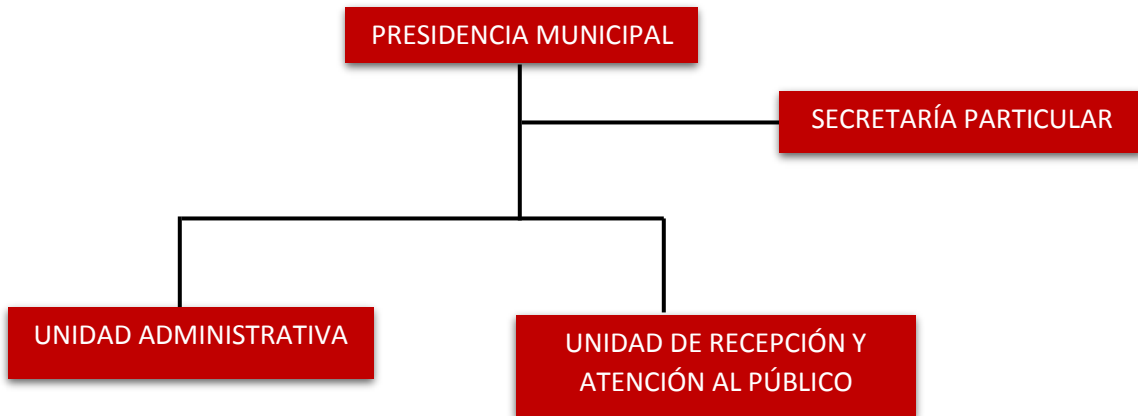 PRESIDENCIA MUNICIPAL
SECRETARÍA PARTICULAR
UNIDAD ADMINISTRATIVA
UNIDAD DE RECEPCIÓN Y
ATENCIÓN AL PÚBLICO